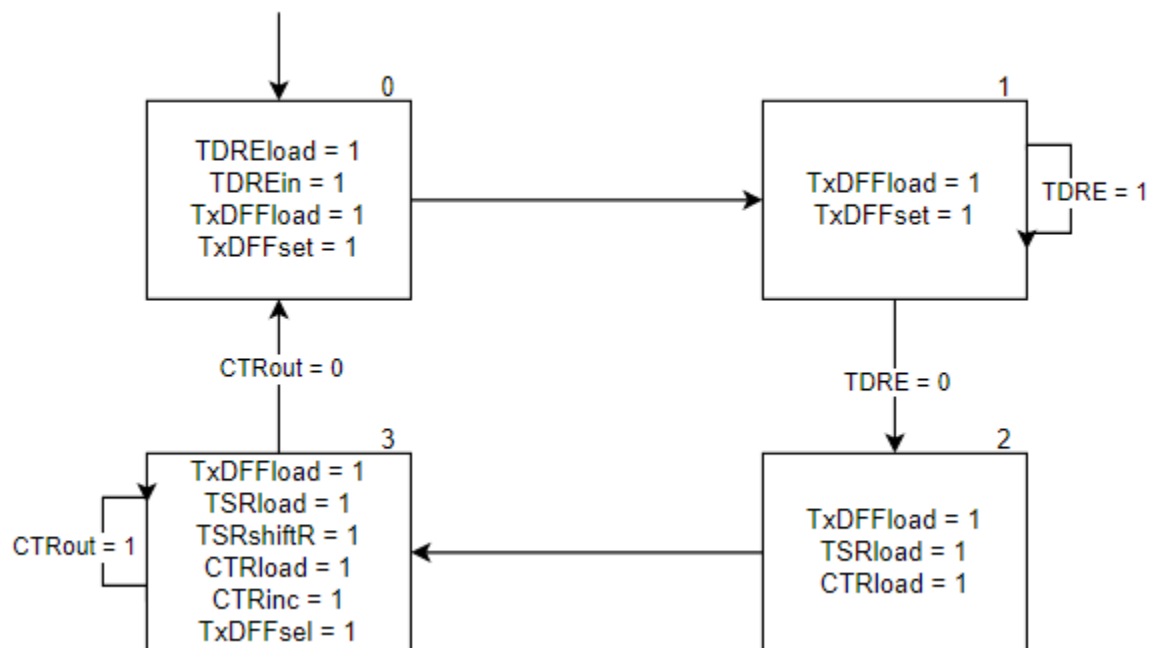 0
TDREload = 1
TDREin = 1
TxDFFload = 1
TxDFFset = 1
1
TxDFFload = 1
TxDFFset = 1
TDRE = 1
CTRout = 0
TDRE = 0
3
TxDFFload = 1
TSRload = 1
TSRshiftR = 1
CTRload = 1
CTRinc = 1
TxDFFsel = 1
CTRout = 1
2
TxDFFload = 1
TSRload = 1
CTRload = 1